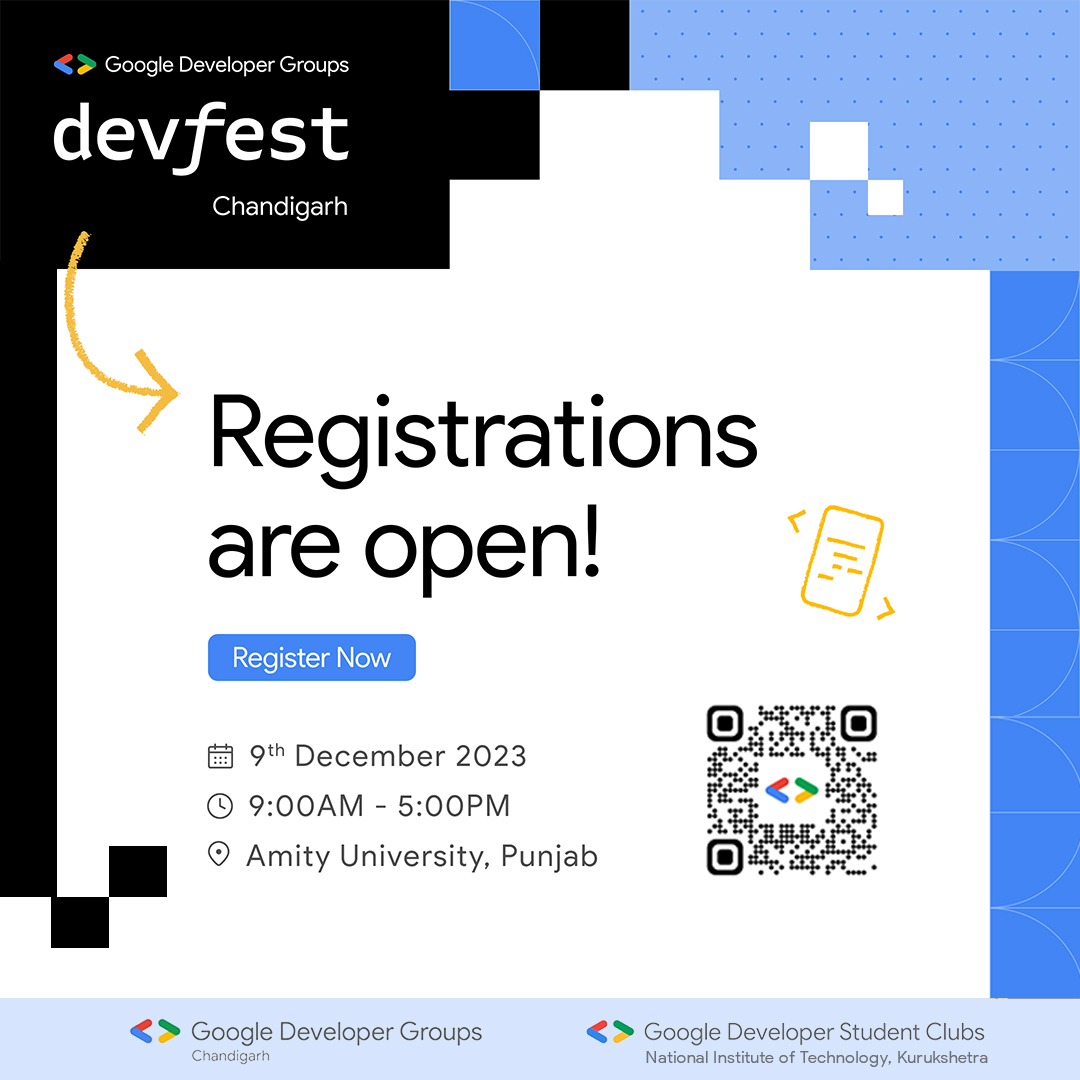 Google Developer Groups
devfest
Chandigarh
Registrations
are open!
Register Now
9th December 2023
9:00AM - 5:00PM
Amity University, Punjab
Google Developer Groups
Chandigarh
Google Developer Student Clubs
National Institute of Technology, Kurukshetra